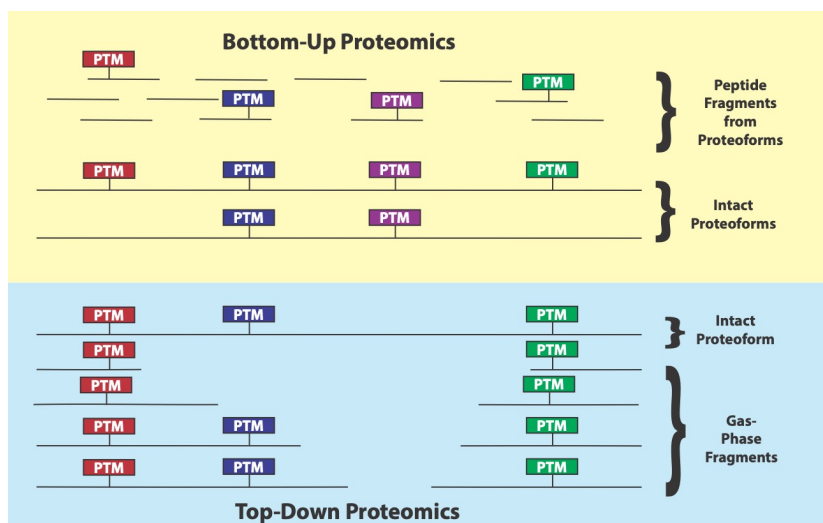 Bottom-Up Proteomics
PTM
PTM
PTM
PTM
Peptide
Fragments
from
Proteoforms
PTM PTM PTM PTM
PTM PTM
Intact
Proteoforms
PTM PTM PTM
Intact
Proteoform
PTM PTM
PTM PTM
PTM PTM PTM
PTM PTM PTM
Gas-
Phase
Fragments
Top-Down Proteomics